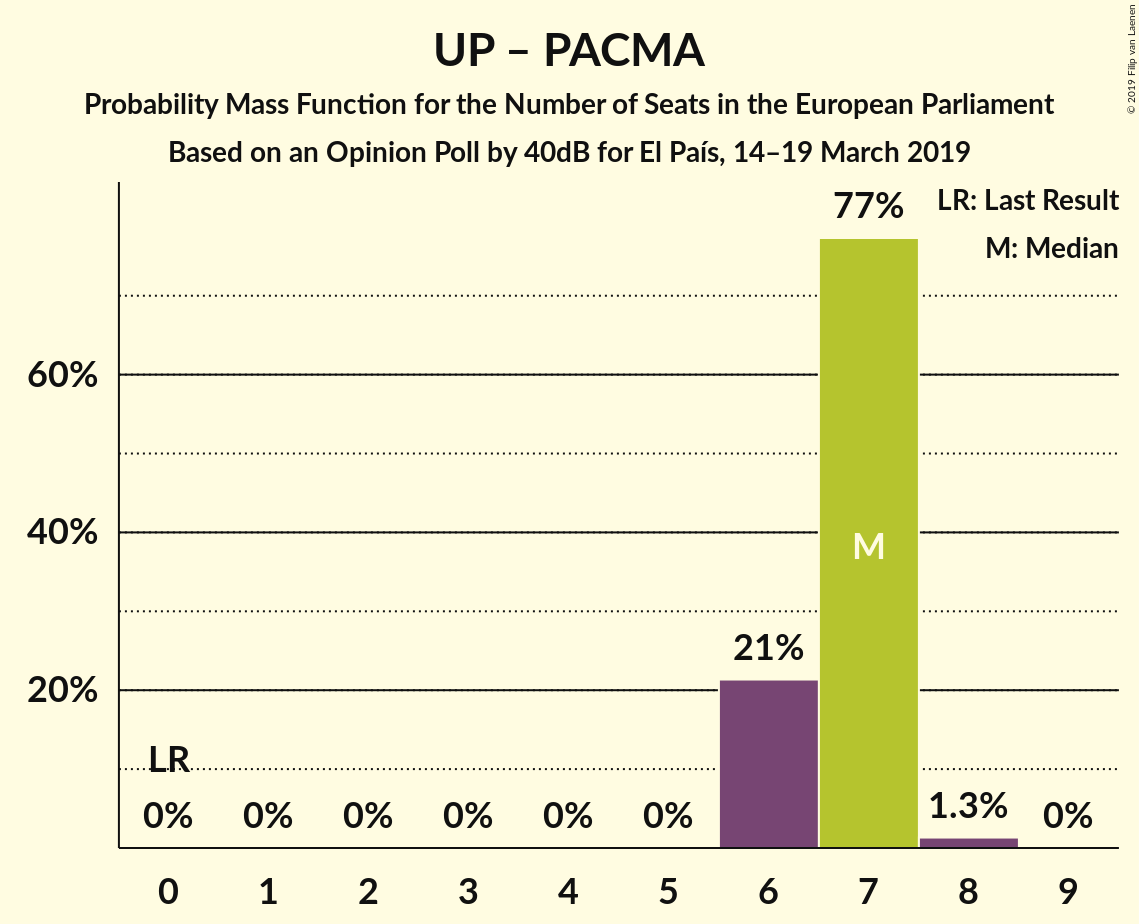 UP – PACMA
Probability Mass Function for the Number of Seats in the European Parliament
Based on an Opinion Poll by 40dB for El País, 14–19 March 2019
© 2019 Filip van Laenen
LR: Last Result
M: Median
77%
60%
40%
M
21%
20%
LR
0% 0% 0% 0% 0% 0% 1.3% 0%
0 1 2 3 4 5 6 7 8 9